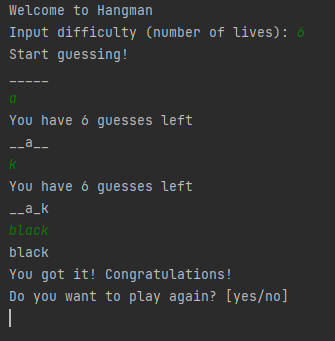 Welcome to Hangman
Input difficulty (number of lives): 6
Start guessing!
_____
a
You have 6 guesses left
__a__
k
You have 6 guesses left
__a_k
black
black
You got it! Congratulations!
Do you want to play again? [yes/no]